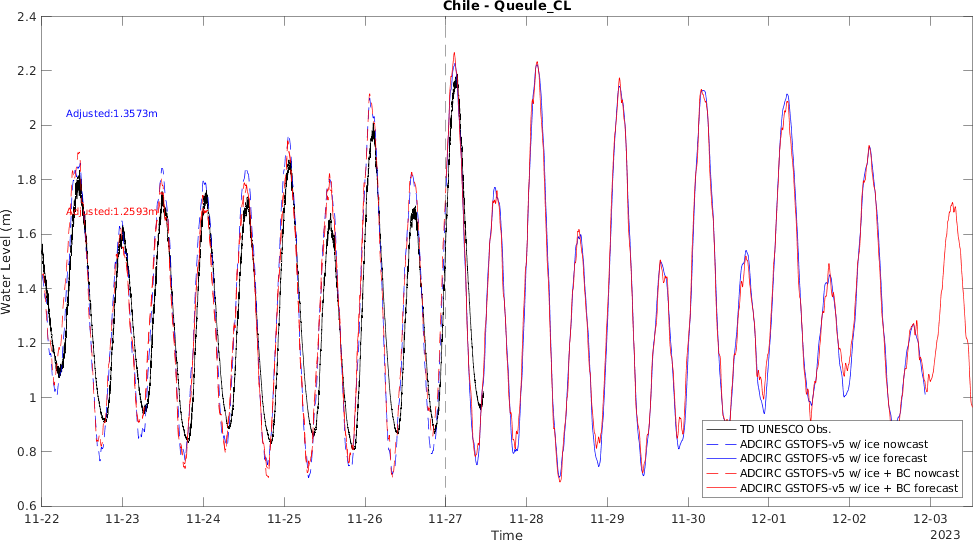 Chile - Queule_CL
2.4
2.2
2
1.8
1.6
1.4
1.2
1
0.8
0.6
Water Level (m)
Adjusted:1.3573m
Adjusted:1.2593m
TD UNESCO Obs.
ADCIRC GSTOFS-v5 w/ ice nowcast
ADCIRC GSTOFS-v5 w/ ice forecast
ADCIRC GSTOFS-v5 w/ ice + BC nowcast
ADCIRC GSTOFS-v5 w/ ice + BC forecast
11-22 11-23 11-24 11-25 11-26 11-27 11-28 11-29 11-30 12-01 12-02 12-03
Time
2023